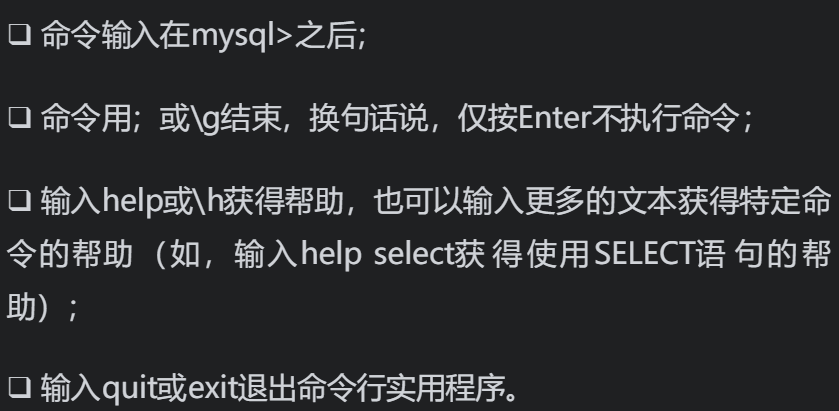 ❑ 命令输入在mysql>之后;
❑ 命令用；或\g结束，换句话说，仅按Enter不执行命令；
❑ 输入help或\h获得帮助，也可以输入更多的文本获得特定命
令的帮助（如，输入help select获得使用SELECT语句的帮
助）；
❑ 输入quit或exit退出命令行实用程序。